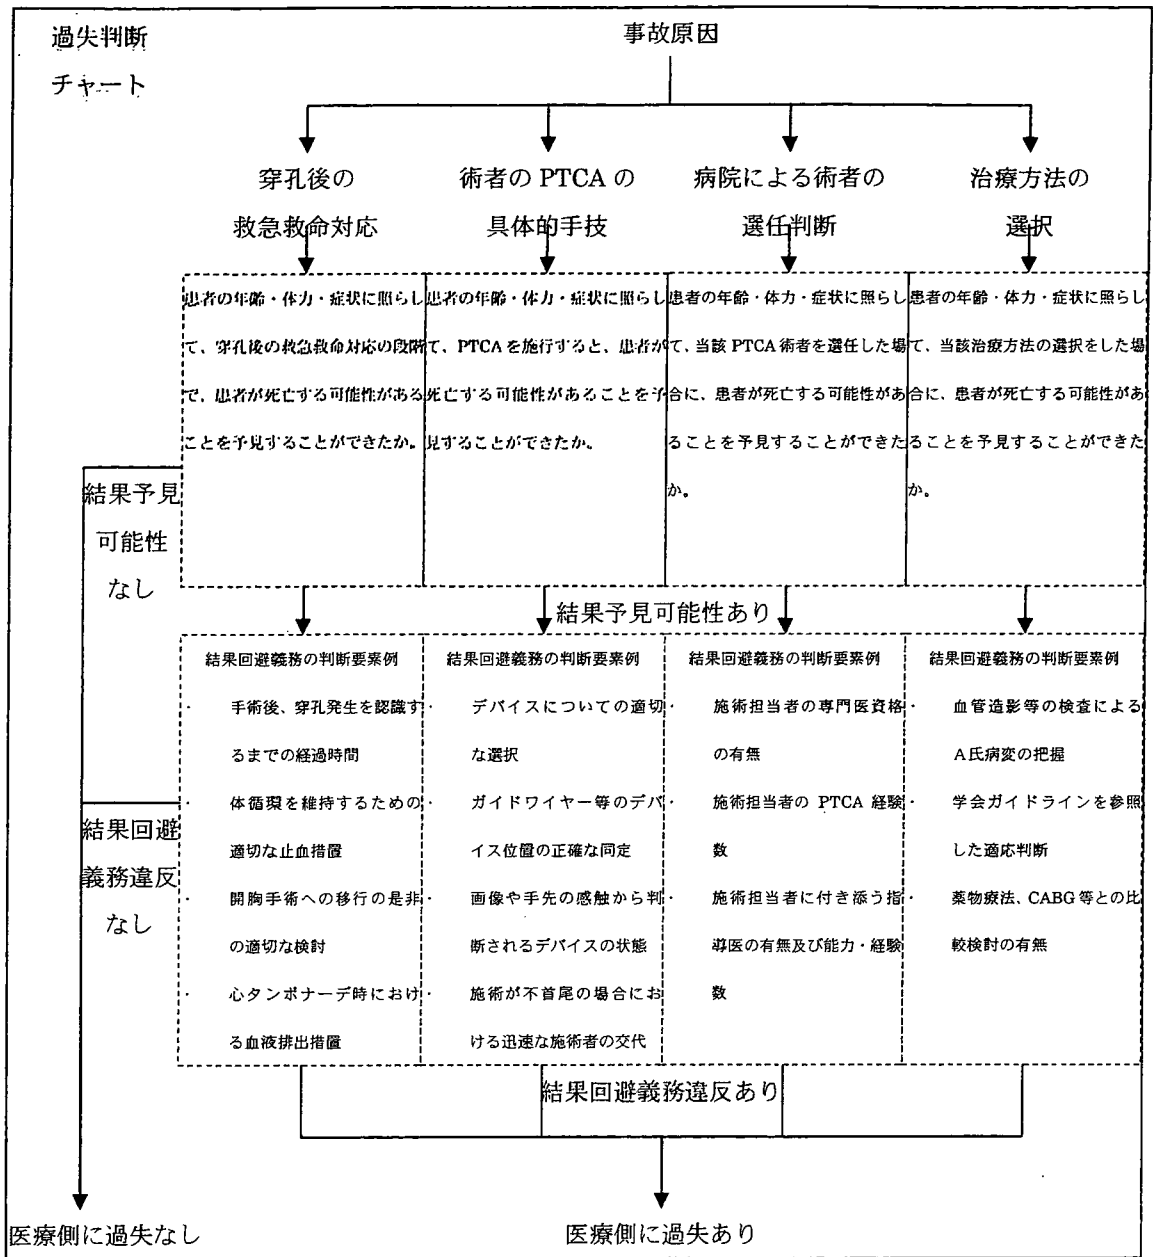 過失判断
チャート
事故原因
穿孔後の
救急救命対応
術者の PTCA の
具体的手技
病院による術者の
選任判断
治療方法の
選択
患者の年齢・体力・症状に照らし
て、穿孔後の救急救命対応の段階
で、患者が死亡する可能性がある
ことを予見することができたか。
患者の年齢・体力・症状に照らし
て、PTCA を施行すると、患者が
死亡する可能性があることを予
見することができたか。
患者の年齢・体力・症状に照らし
て、当該 PTCA 術者を選任した場
合に、患者が死亡する可能性があ
ることを予見することができた
か。
患者の年齢・体力・症状に照らし
て、当該治療方法の選択をした場
合に、患者が死亡する可能性があ
ることを予見することができた
か。
結果予見
可能性
なし
結果予見可能性あり
結果回避義務の判断要素例
・ 手術後、穿孔発生を認識す
るまでの経過時間
・ 体循環を維持するための
適切な止血措置
・ 開胸手術への移行の是非
の適切な検討
・ 心タンポナーデ時におけ
る血液排出措置
結果回避義務の判断要素例
・ デバイスについての適切
な選択
・ ガイドワイヤー等のデバ
イス位置の正確な同定
・ 画像や手先の感触から判
断されるデバイスの状態
・ 施術が不首尾の場合にお
ける迅速な施術者の交代
結果回避義務の判断要素例
・ 施術担当者の専門医資格
の有無
・ 施術担当者の PTCA 経験
数
・ 施術担当者に付き添う指
導医の有無及び能力・経験
数
結果回避義務の判断要素例
・ 血管造影等の検査による
A氏病変の把握
・ 学会ガイドラインを参照
した適応判断
・ 薬物療法、CABG 等との比
較検討の有無
結果回避
義務違反
なし
結果回避義務違反あり
医療側に過失なし
医療側に過失あり